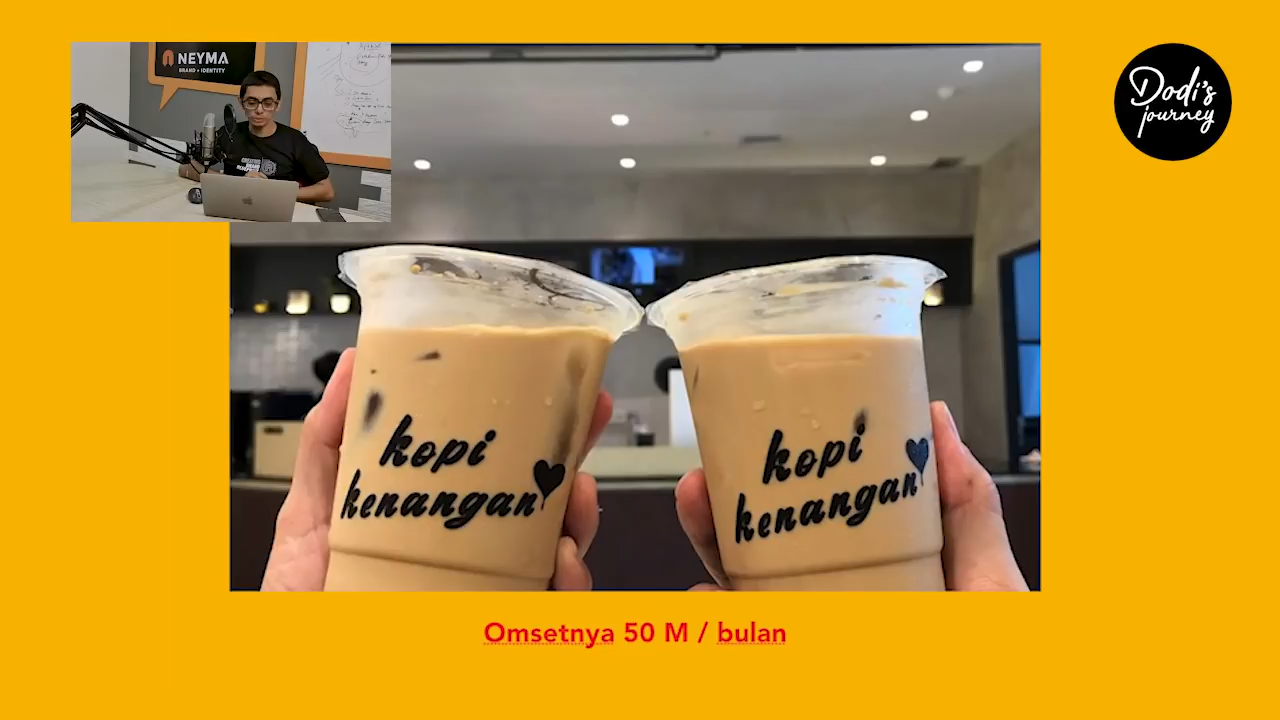 NEYMA
BRAND + IDENTITY
Dodi's
journey
kopi
kenangan
kopi
kenangan
Omsetnya 50 M / bulan